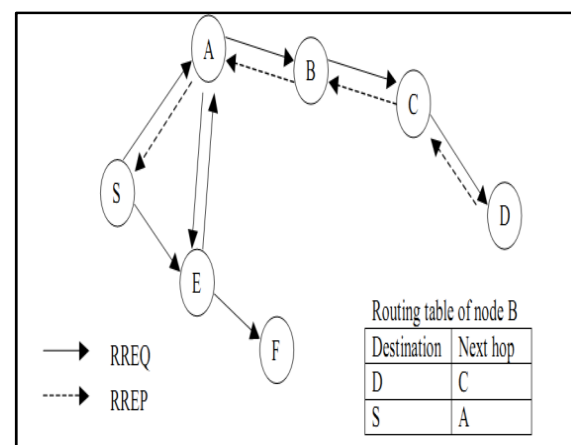 A
B
C
S
D
E
F
RREQ
RREP
Routing table of node B
Destination Next hop
D C
S A